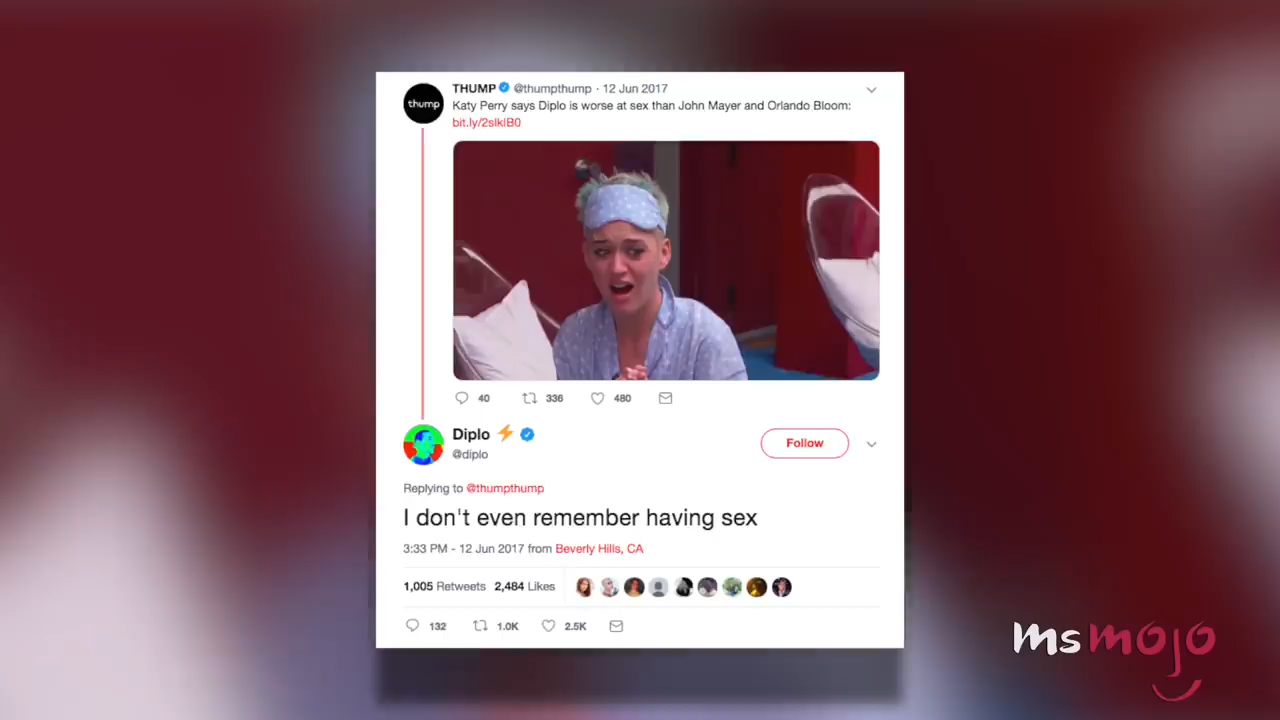 thump
THUMP @thumpthump · 12 Jun 2017
Katy Perry says Diplo is worse at sex than John Mayer and Orlando Bloom:
bit.ly/2slklB0
40 336 480
Diplo
@diplo
Follow
Replying to @thumpthump
I don't even remember having sex
3:33 PM - 12 Jun 2017 from Beverly Hills, CA
1,005 Retweets 2,484 Likes
132 1.0K 2.5K
msmojo